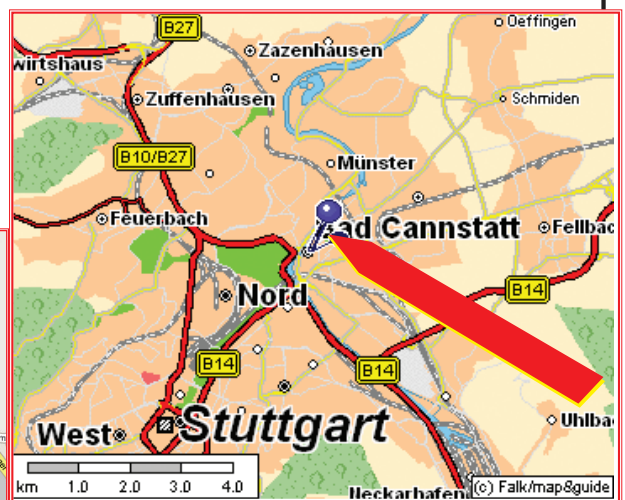 B27
Oeffingen
Zazenhausen
wirtshaus
Zuffenhausen
Schmiden
B10/B27
Münster
Feuerbach
ad Cannstatt
Fellbac
B14
Nord
B14
B14
Stuttgart
West
Uhlba
km 1.0 2.0 3.0 4.0
Neckarhafen
(c) Falk/map&guide